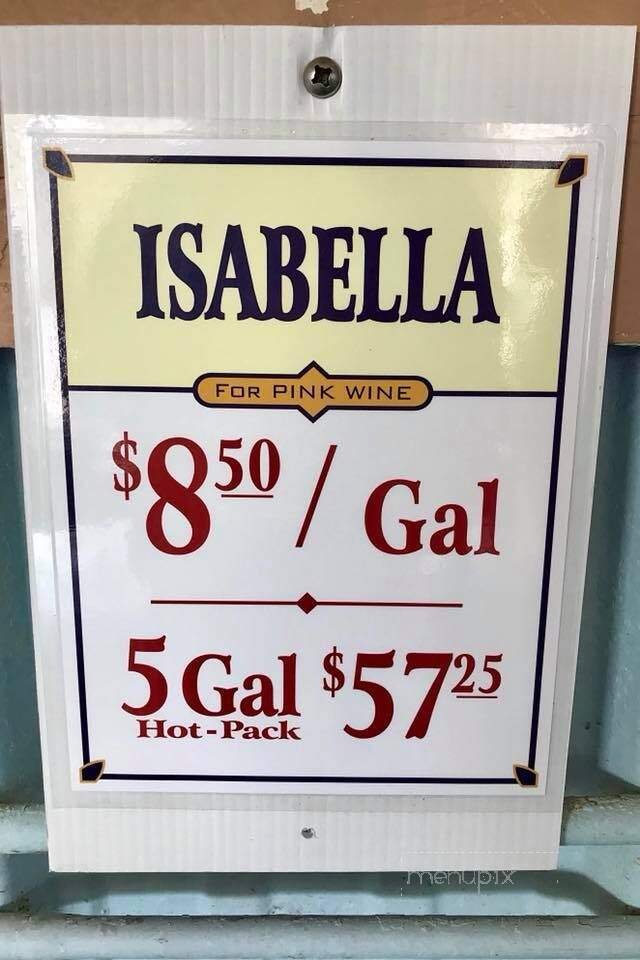 ISABELLA
FOR PINK WINE
$8.50 / Gal
5 Gal $57.25
Hot-Pack
menupix